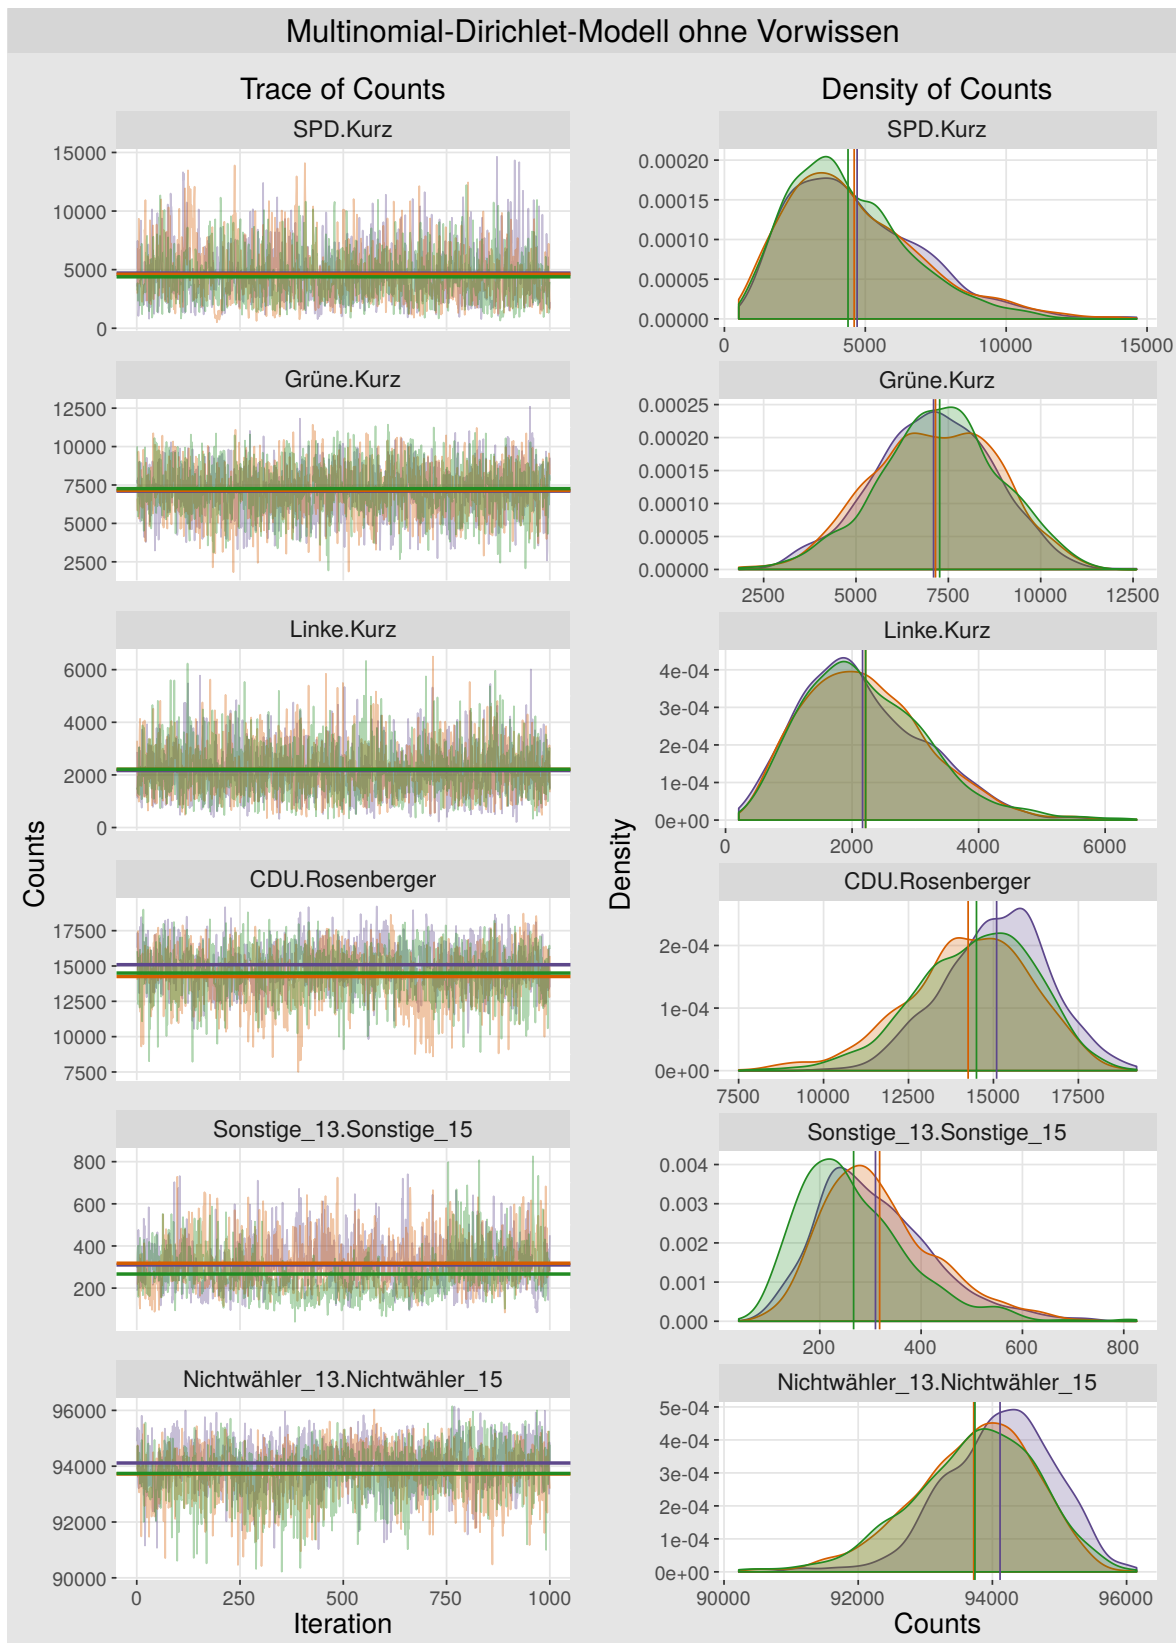 Multinomial-Dirichlet-Modell ohne Vorwissen
Trace of Counts
Density of Counts
SPD.Kurz
15000
10000
5000
0
SPD.Kurz
0.00020
0.00015
0.00010
0.00005
0.00000
0 5000 10000 15000
Grüne.Kurz
12500
10000
7500
5000
2500
Grüne.Kurz
0.00025
0.00020
0.00015
0.00010
0.00005
0.00000
2500 5000 7500 10000 12500
Linke.Kurz
6000
4000
2000
0
Linke.Kurz
4e-04
3e-04
2e-04
1e-04
0e+00
0 2000 4000 6000
Counts
Density
CDU.Rosenberger
17500
15000
12500
10000
7500
CDU.Rosenberger
2e-04
1e-04
0e+00
7500 10000 12500 15000 17500
Sonstige_13.Sonstige_15
800
600
400
200
Sonstige_13.Sonstige_15
0.004
0.003
0.002
0.001
0.000
200 400 600 800
Nichtwähler_13.Nichtwähler_15
96000
94000
92000
90000
0 250 500 750 1000
Iteration
Nichtwähler_13.Nichtwähler_15
5e-04
4e-04
3e-04
2e-04
1e-04
0e+00
90000 92000 94000 96000
Counts